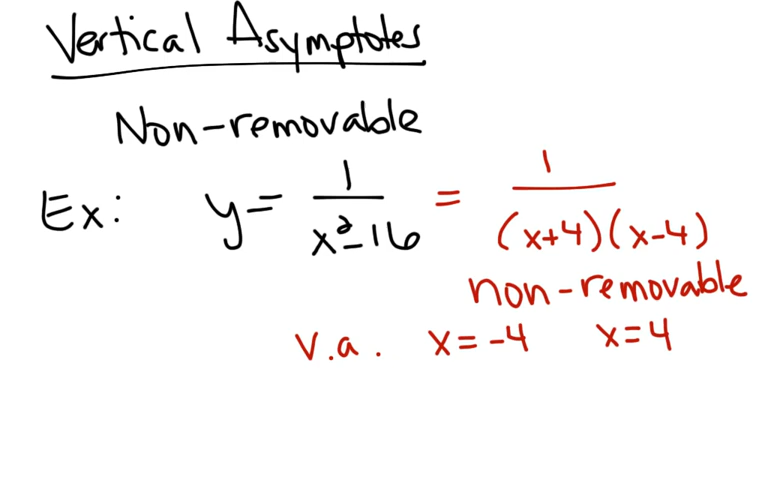 Vertical Asymptotes
Non-removable
Ex: y = 1/(x²-16) = 1/((x+4)(x-4))
non-removable
v.a. x=-4 x=4